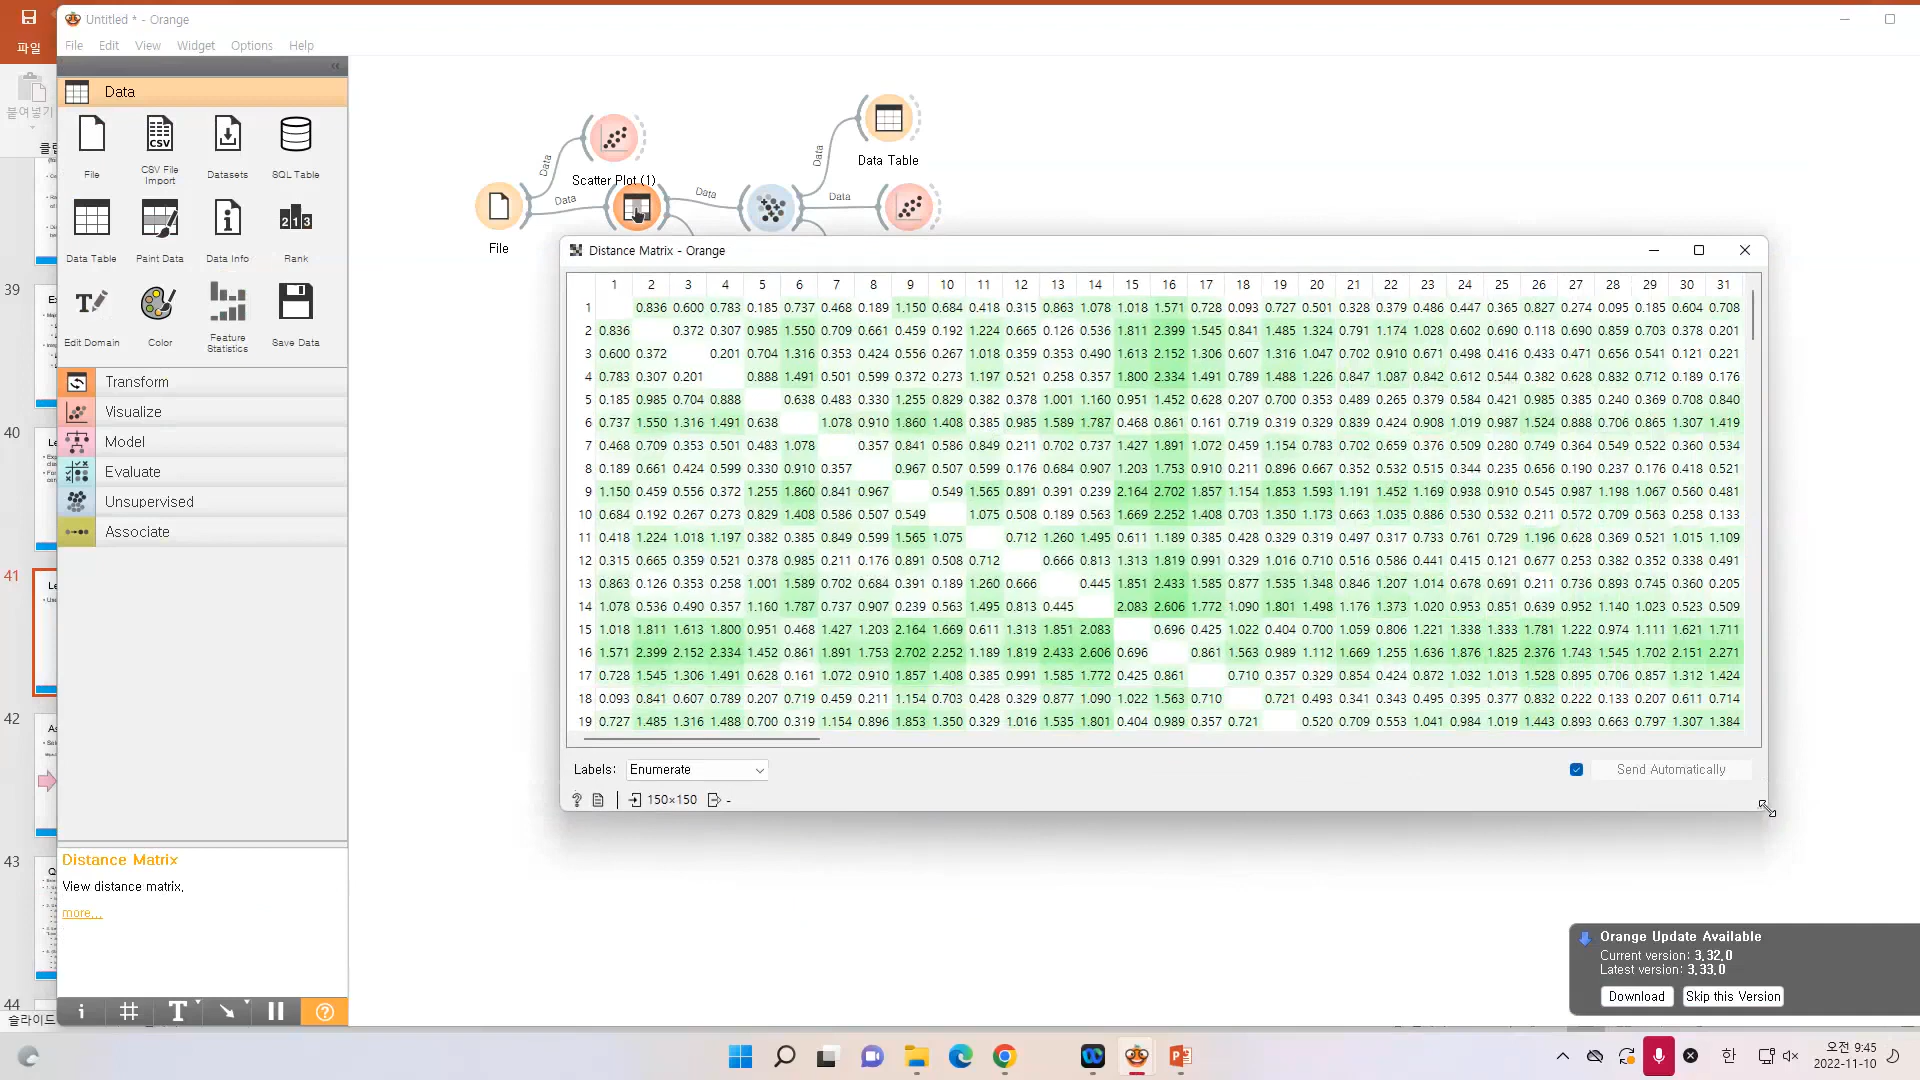 Untitled * - Orange
파일
File Edit View Widget Options Help
붙여넣기
Data
File
CSV File Import
Datasets
SQL Table
Data Table
Paint Data
Data Info
Rank
Edit Domain
Color
Feature Statistics
Save Data
Transform
Visualize
Model
Evaluate
Unsupervised
Associate
39
40
41
42
43
44
Distance Matrix
View distance matrix.
more...
Data
Data
Data
Data
Data
File
Scatter Plot (1)
Data Table
Distance Matrix - Orange
1 2 3 4 5 6 7 8 9 10 11 12 13 14 15 16 17 18 19 20 21 22 23 24 25 26 27 28 29 30 31
1 0.836 0.600 0.783 0.185 0.737 0.468 0.189 1.150 0.684 0.418 0.315 0.863 1.078 1.018 1.571 0.728 0.093 0.727 0.501 0.328 0.379 0.486 0.447 0.365 0.827 0.274 0.095 0.185 0.604 0.708
2 0.836 0.372 0.307 0.985 1.550 0.709 0.661 0.459 0.192 1.224 0.665 0.126 0.536 1.811 2.399 1.545 0.841 1.485 1.324 0.791 1.174 1.028 0.602 0.690 0.118 0.690 0.859 0.703 0.378 0.201
3 0.600 0.372 0.201 0.704 1.316 0.353 0.424 0.556 0.267 1.018 0.359 0.353 0.490 1.613 2.152 1.306 0.607 1.316 1.047 0.702 0.910 0.671 0.498 0.416 0.433 0.471 0.656 0.541 0.121 0.221
4 0.783 0.307 0.201 0.888 1.491 0.501 0.599 0.372 0.273 1.197 0.521 0.258 0.357 1.800 2.334 1.491 0.789 1.488 1.226 0.847 1.087 0.842 0.612 0.544 0.382 0.628 0.832 0.712 0.189 0.176
5 0.185 0.985 0.704 0.888 0.638 0.483 0.330 1.255 0.829 0.382 0.378 1.001 1.160 0.951 1.452 0.628 0.207 0.700 0.353 0.489 0.265 0.379 0.584 0.421 0.985 0.385 0.240 0.369 0.708 0.840
6 0.737 1.550 1.316 1.491 0.638 1.078 0.910 1.860 1.408 0.385 0.985 1.589 1.787 0.468 0.861 0.161 0.719 0.319 0.329 0.839 0.424 0.908 1.019 0.987 1.524 0.888 0.706 0.865 1.307 1.419
7 0.468 0.709 0.353 0.501 0.483 1.078 0.357 0.841 0.586 0.849 0.211 0.702 0.737 1.427 1.891 1.072 0.459 1.154 0.783 0.702 0.659 0.376 0.509 0.280 0.749 0.364 0.549 0.522 0.360 0.534
8 0.189 0.661 0.424 0.599 0.330 0.910 0.357 0.967 0.507 0.599 0.176 0.684 0.907 1.203 1.753 0.910 0.211 0.896 0.667 0.352 0.532 0.515 0.344 0.235 0.656 0.190 0.237 0.176 0.418 0.521
9 1.150 0.459 0.556 0.372 1.255 1.860 0.841 0.967 0.549 1.565 0.891 0.391 0.239 2.164 2.702 1.857 1.154 1.853 1.593 1.191 1.452 1.169 0.938 0.910 0.545 0.987 1.198 1.067 0.560 0.481
10 0.684 0.192 0.267 0.273 0.829 1.408 0.586 0.507 0.549 1.075 0.508 0.189 0.563 1.669 2.252 1.408 0.703 1.350 1.173 0.663 1.035 0.886 0.530 0.532 0.211 0.572 0.709 0.563 0.258 0.133
11 0.418 1.224 1.018 1.197 0.382 0.385 0.849 0.599 1.565 1.075 0.712 1.260 1.495 0.611 1.189 0.385 0.428 0.329 0.319 0.497 0.317 0.733 0.761 0.729 1.196 0.628 0.369 0.521 1.015 1.109
12 0.315 0.665 0.359 0.521 0.378 0.985 0.211 0.176 0.891 0.508 0.712 0.666 0.813 1.313 1.819 0.991 0.329 1.016 0.710 0.516 0.586 0.441 0.415 0.121 0.677 0.253 0.382 0.352 0.338 0.491
13 0.863 0.126 0.353 0.258 1.001 1.589 0.702 0.684 0.391 0.189 1.260 0.666 0.445 1.851 2.433 1.585 0.877 1.535 1.348 0.846 1.207 1.014 0.678 0.691 0.211 0.736 0.893 0.745 0.360 0.205
14 1.078 0.536 0.490 0.357 1.160 1.787 0.737 0.907 0.239 0.563 1.495 0.813 0.445 2.083 2.606 1.772 1.090 1.801 1.498 1.176 1.373 1.020 0.953 0.851 0.639 0.952 1.140 1.023 0.523 0.509
15 1.018 1.811 1.613 1.800 0.951 0.468 1.427 1.203 2.164 1.669 0.611 1.313 1.851 2.083 0.696 0.425 1.022 0.404 0.700 1.059 0.806 1.221 1.338 1.333 1.781 1.222 0.974 1.111 1.621 1.711
16 1.571 2.399 2.152 2.334 1.452 0.861 1.891 1.753 2.702 2.252 1.189 1.819 2.433 2.606 0.696 0.861 1.563 0.989 1.112 1.669 1.255 1.636 1.876 1.825 2.376 1.743 1.545 1.702 2.151 2.271
17 0.728 1.545 1.306 1.491 0.628 0.161 1.072 0.910 1.857 1.408 0.385 0.991 1.585 1.772 0.425 0.861 0.710 0.357 0.329 0.854 0.424 0.872 1.032 1.013 1.528 0.895 0.706 0.857 1.312 1.424
18 0.093 0.841 0.607 0.789 0.207 0.719 0.459 0.211 1.154 0.703 0.428 0.329 0.877 1.090 1.022 1.563 0.710 0.721 0.493 0.341 0.343 0.495 0.395 0.377 0.832 0.222 0.133 0.207 0.611 0.714
19 0.727 1.485 1.316 1.488 0.700 0.319 1.154 0.896 1.853 1.350 0.329 1.016 1.535 1.801 0.404 0.989 0.357 0.721 0.520 0.709 0.553 1.041 0.984 1.019 1.443 0.893 0.663 0.797 1.307 1.384
Labels: Enumerate
Send Automatically
150×150 -
Orange Update Available
Current version: 3.32.0
Latest version: 3.33.0
Download Skip this Version
슬라이드
한
오전 9:45
2022-11-10